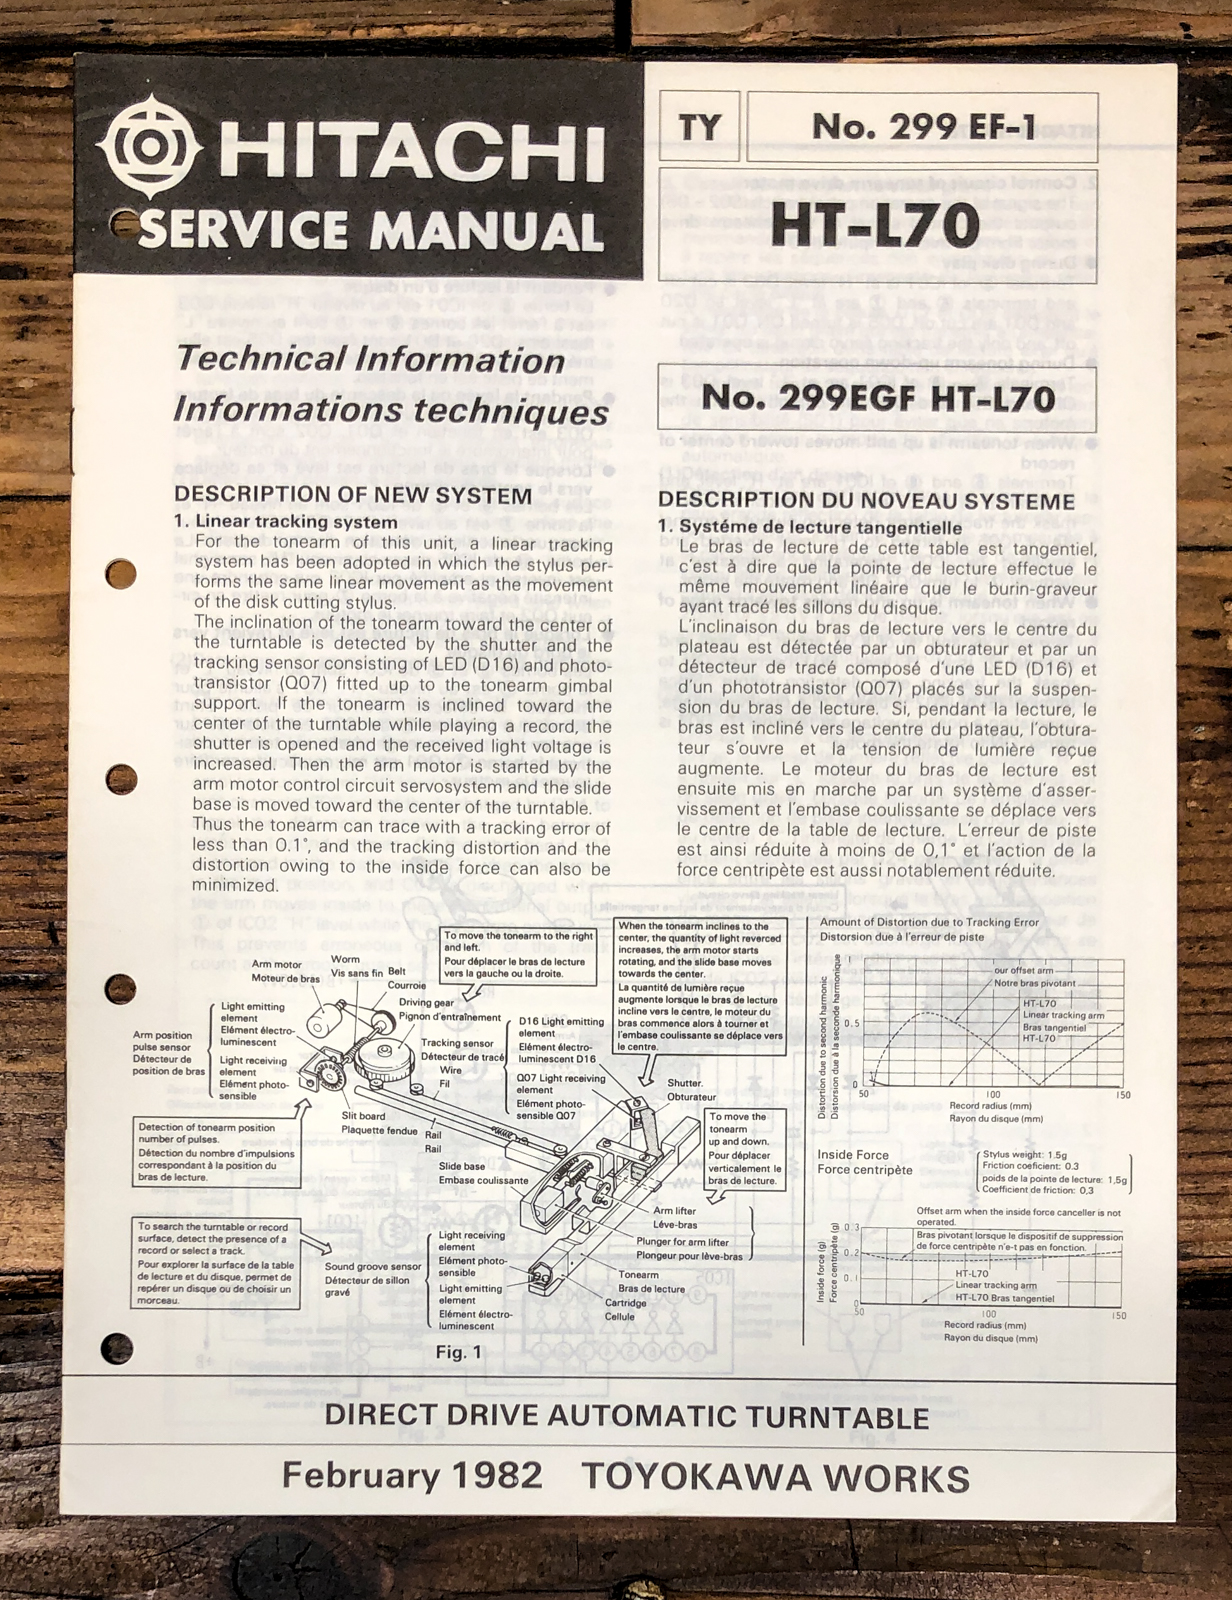 HITACHI
SERVICE MANUAL
TY
No. 299 EF-1
HT-L70
Technical Information
Informations techniques
No. 299EGF HT-L70
DESCRIPTION OF NEW SYSTEM
1. Linear tracking system
For the tonearm of this unit, a linear tracking
system has been adopted in which the stylus per-
forms the same linear movement as the movement
of the disk cutting stylus.
The inclination of the tonearm toward the center of
the turntable is detected by the shutter and the
tracking sensor consisting of LED (D16) and photo-
transistor (Q07) fitted up to the tonearm gimbal
support. If the tonearm is inclined toward the
center of the turntable while playing a record, the
shutter is opened and the received light voltage is
increased. Then the arm motor is started by the
arm motor control circuit servosystem and the slide
base is moved toward the center of the turntable.
Thus the tonearm can trace with a tracking error of
less than 0.1°, and the tracking distortion and the
distortion owing to the inside force can also be
minimized.
DESCRIPTION DU NOVEAU SYSTEME
1. Systéme de lecture tangentielle
Le bras de lecture de cette table est tangentiel,
c'est à dire que la pointe de lecture effectue le
même mouvement linéaire que le burin-graveur
ayant tracé les sillons du disque.
L'inclinaison du bras de lecture vers le centre du
plateau est détectée par un obturateur et par un
détecteur de tracé composé d'une LED (D16) et
d'un phototransistor (Q07) placés sur la suspen-
sion du bras de lecture. Si, pendant la lecture, le
bras est incliné vers le centre du plateau, l'obtura-
teur s'ouvre et la tension de lumière reçue
augmente. Le moteur du bras de lecture est
ensuite mis en marche par un système d'asser-
vissement et l'embase coulissante se déplace vers
le centre de la table de lecture. L'erreur de piste
est ainsi réduite à moins de 0,1° et l'action de la
force centripète est aussi notablement réduite.
To move the tonearm to the right
and left.
Pour déplacer le bras de lecture
vers la gauche ou la droite.
When the tonearm inclines to the
center, the quantity of light reverced
increases, the arm motor starts
rotating, and the slide base moves
towards the center.
La quantité de lumière reçue
augmente lorsque le bras de lecture
incline vers le centre, le moteur du
bras commence alors à tourner et
l'embase coulissante se déplace vers
le centre.
Arm motor
Moteur de bras
Worm
Vis sans fin
Belt
Courroie
Driving gear
Pignon d'entraînement
Light emitting
element
Elément électro-
luminescent
Arm position
pulse sensor
Détecteur de
position de bras
Light receiving
element
Elément photo-
sensible
Tracking sensor
Détecteur de tracé
Wire
Fil
D16 Light emitting
element
Elément électro-
luminescent D16
Q07 Light receiving
element
Elément photo-
sensible Q07
Shutter.
Obturateur
Slit board
Plaquette fendue
Rail
Rail
To move the
tonearm
up and down.
Pour déplacer
verticalement le
bras de lecture.
Detection of tonearm position
number of pulses.
Détection du nombre d'impulsions
correspondant à la position du
bras de lecture.
Slide base
Embase coulissante
To search the turntable or record
surface, detect the presence of a
record or select a track.
Pour explorer la surface de la table
de lecture et du disque, permet de
repérer un disque ou de choisir un
morceau.
Sound groove sensor
Détecteur de sillon
gravé
Light receiving
element
Elément photo-
sensible
Light emitting
element
Elément électro-
luminescent
Arm lifter
Léve-bras
Plunger for arm lifter
Plongeur pour lève-bras
Tonearm
Bras de lecture
Cartridge
Cellule
Fig. 1
Amount of Distortion due to Tracking Error
Distorsion due à l'erreur de piste
Distortion due to second harmonic
Distorsion due à la seconde harmonique
1
0.5
0
our offset arm
Notre bras pivotant
HT-L70
Linear tracking arm
Bras tangentiel
HT-L70
50
100
150
Record radius (mm)
Rayon du disque (mm)
Inside Force
Force centripète
Stylus weight: 1.5g
Friction coeficient: 0.3
poids de la pointe de lecture: 1,5g
Coefficient de friction: 0,3
Offset arm when the inside force canceller is not
operated.
Bras pivotant lorsque le dispositif de suppression
de force centripète n'e-t pas en fonction.
Inside force (g)
Force centripète (g)
0.3
0.2
0.1
0
HT-L70
Linear tracking arm
HT-L70 Bras tangentiel
50
100
150
Record radius (mm)
Rayon du disque (mm)
DIRECT DRIVE AUTOMATIC TURNTABLE
February 1982 TOYOKAWA WORKS